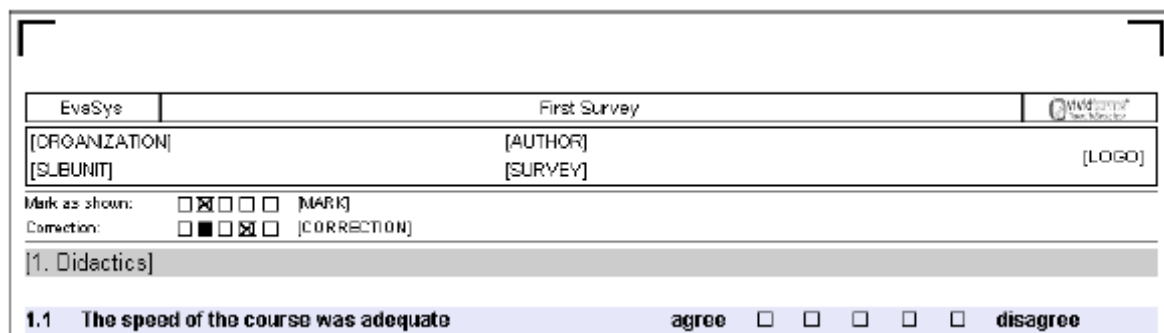 EvaSys First Survey
[ORGANIZATION] [AUTHOR] [LOGO]
[SUBUNIT] [SURVEY]
Mark as shown: [MARK]
Correction: [CORRECTION]
[1. Didactics]
1.1 The speed of the course was adequate agree disagree